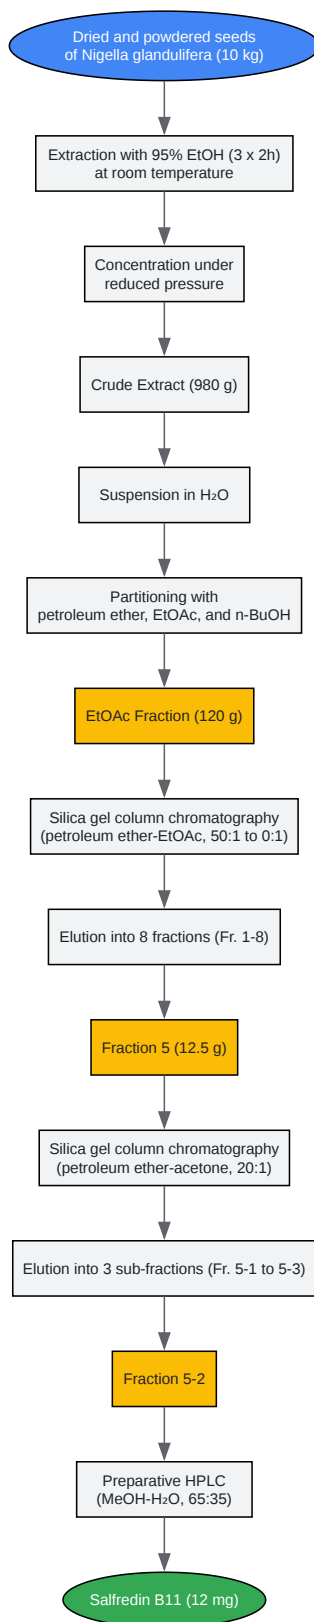 Dried and powdered seeds
of Nigella glandulifera (10 kg)
Extraction with 95% EtOH (3 x 2h)
at room temperature
Concentration under
reduced pressure
Crude Extract (980 g)
Suspension in H₂O
Partitioning with
petroleum ether, EtOAc, and n-BuOH
EtOAc Fraction (120 g)
Silica gel column chromatography
(petroleum ether-EtOAc, 50:1 to 0:1)
Elution into 8 fractions (Fr. 1-8)
Fraction 5 (12.5 g)
Silica gel column chromatography
(petroleum ether-acetone, 20:1)
Elution into 3 sub-fractions (Fr. 5-1 to 5-3)
Fraction 5-2
Preparative HPLC
(MeOH-H₂O, 65:35)
Salfredin B11 (12 mg)